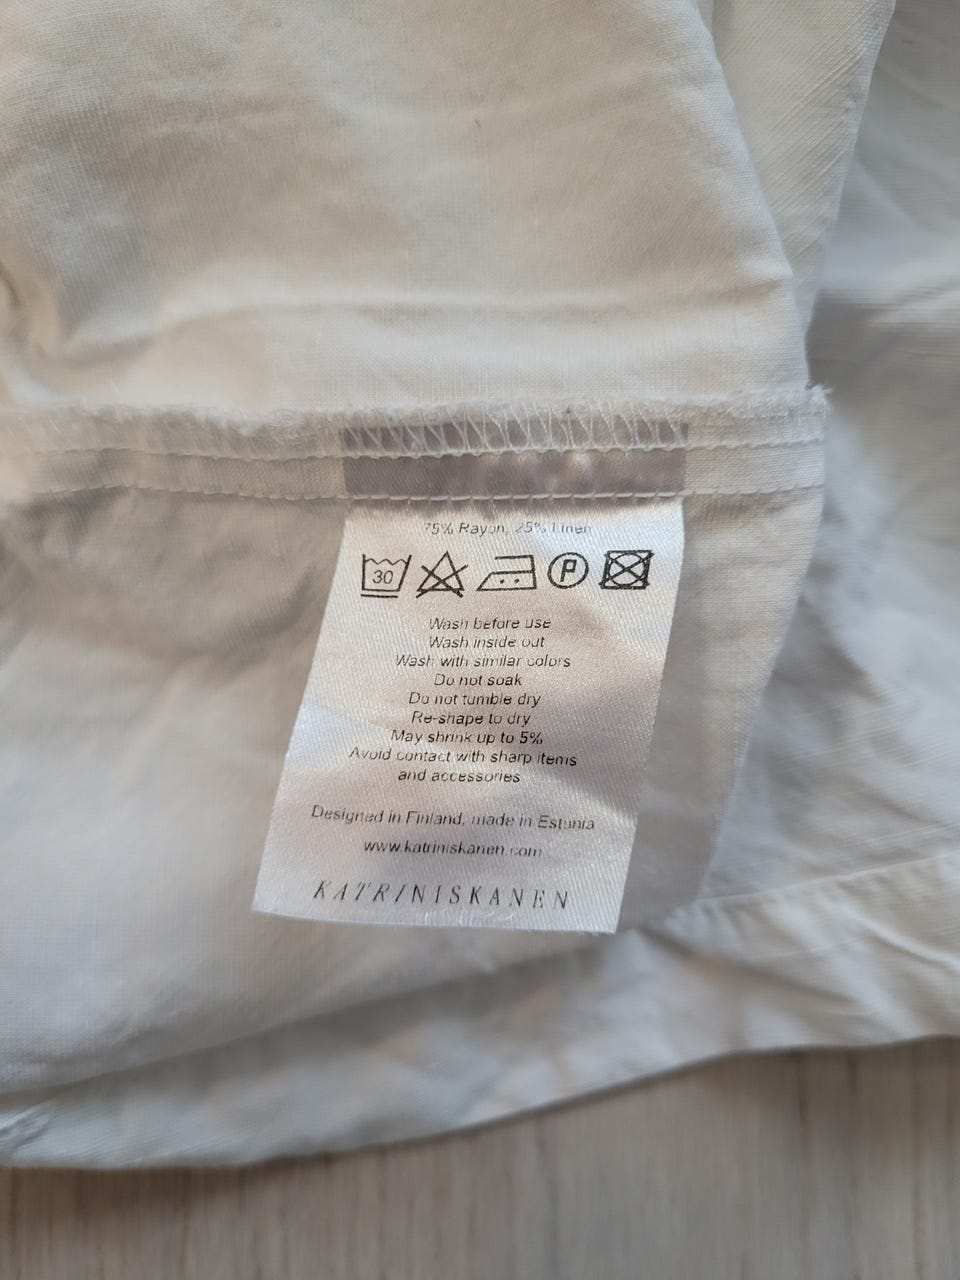 75% Rayon, 25% Linen
30 P
Wash before use
Wash inside out
Wash with similar colors
Do not soak
Do not tumble dry
Re-shape to dry
May shrink up to 5%
Avoid contact with sharp items
and accessories
Designed in Finland, made in Estonia
www.katriniskanen.com
KATRINISKANEN